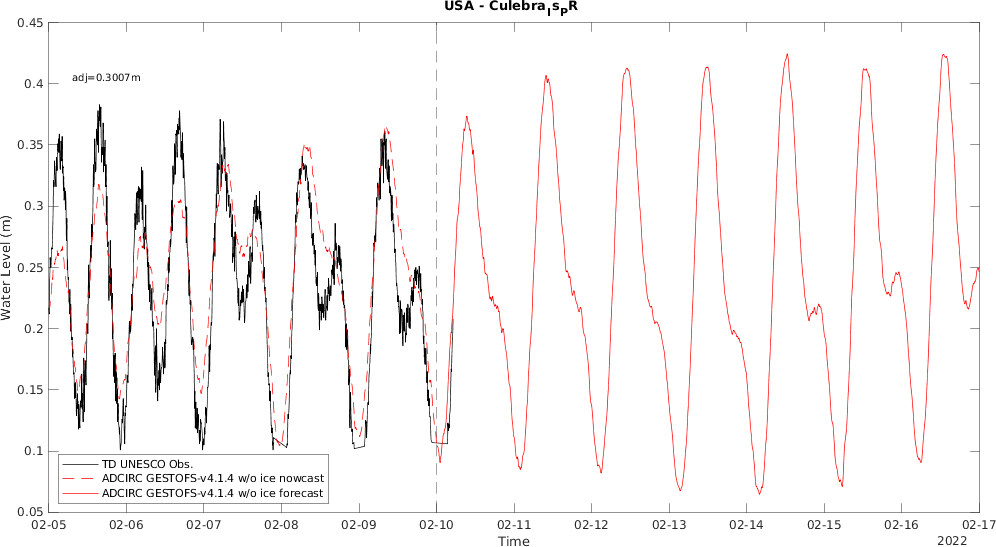 USA - Culebra_Is_PR
0.45
adj=0.3007m
0.4
0.35
0.3
0.25
0.2
0.15
0.1
0.05
Water Level (m)
TD UNESCO Obs.
ADCIRC GESTOFS-v4.1.4 w/o ice nowcast
ADCIRC GESTOFS-v4.1.4 w/o ice forecast
02-05 02-06 02-07 02-08 02-09 02-10 02-11 02-12 02-13 02-14 02-15 02-16 02-17
Time
2022